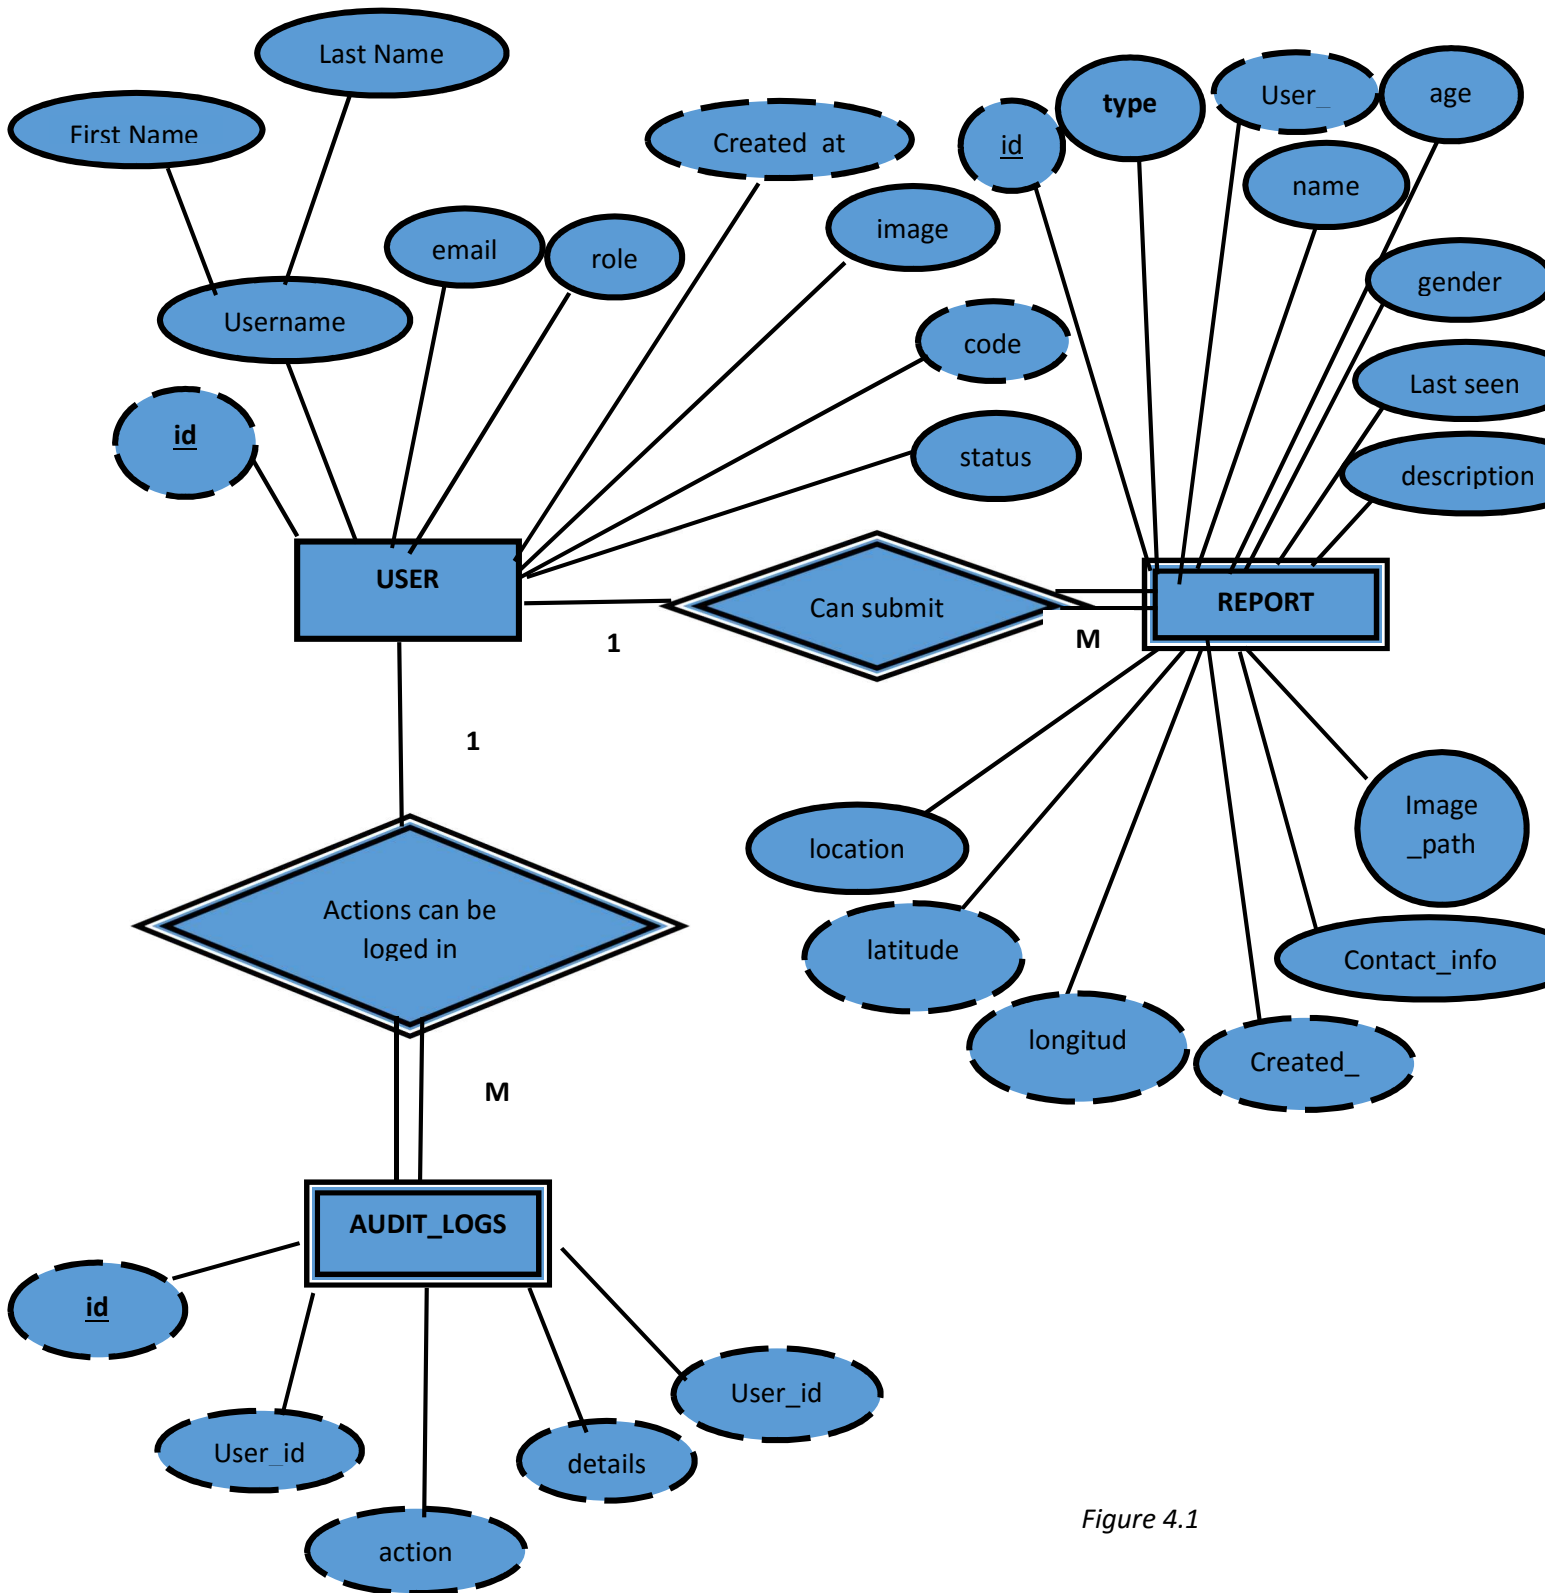 Last Name
First Name
Created_at
type
User_
age
id
name
email
role
image
gender
Username
code
Last seen
id
status
description
USER
Can submit
REPORT
1
M
1
Image
_path
location
Actions can be
loged in
latitude
Contact_info
longitud
Created_
M
AUDIT_LOGS
id
User_id
User_id
details
action
Figure 4.1